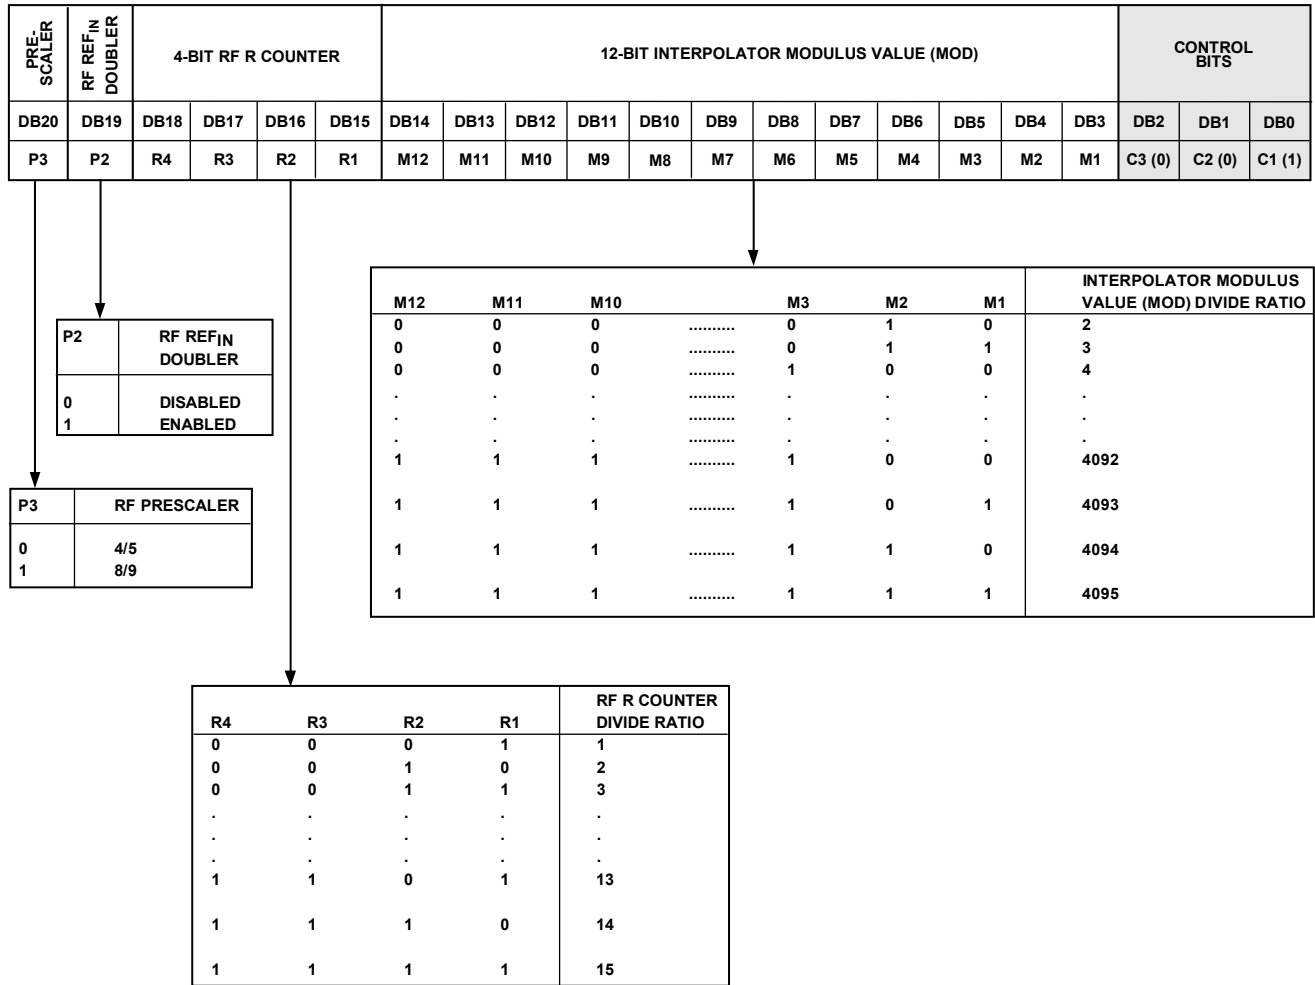 PRE-
SCALER
RF REFIN
DOUBLER
4-BIT RF R COUNTER
12-BIT INTERPOLATOR MODULUS VALUE (MOD)
CONTROL
BITS
DB20 DB19 DB18 DB17 DB16 DB15 DB14 DB13 DB12 DB11 DB10 DB9 DB8 DB7 DB6 DB5 DB4 DB3 DB2 DB1 DB0
P3 P2 R4 R3 R2 R1 M12 M11 M10 M9 M8 M7 M6 M5 M4 M3 M2 M1 C3 (0) C2 (0) C1 (1)
INTERPOLATOR MODULUS
M12 M11 M10 M3 M2 M1 VALUE (MOD) DIVIDE RATIO
0 0 0 .......... 0 1 0 2
0 0 0 .......... 0 1 1 3
0 0 0 .......... 1 0 0 4
. . . .......... . . . .
. . . .......... . . . .
. . . .......... . . . .
1 1 1 .......... 1 0 0 4092
1 1 1 .......... 1 0 1 4093
1 1 1 .......... 1 1 0 4094
1 1 1 .......... 1 1 1 4095
P2 RF REFIN
DOUBLER
0 DISABLED
1 ENABLED
P3 RF PRESCALER
0 4/5
1 8/9
RF R COUNTER
R4 R3 R2 R1 DIVIDE RATIO
0 0 0 1 1
0 0 1 0 2
0 0 1 1 3
. . . . .
. . . . .
. . . . .
1 1 0 1 13
1 1 1 0 14
1 1 1 1 15